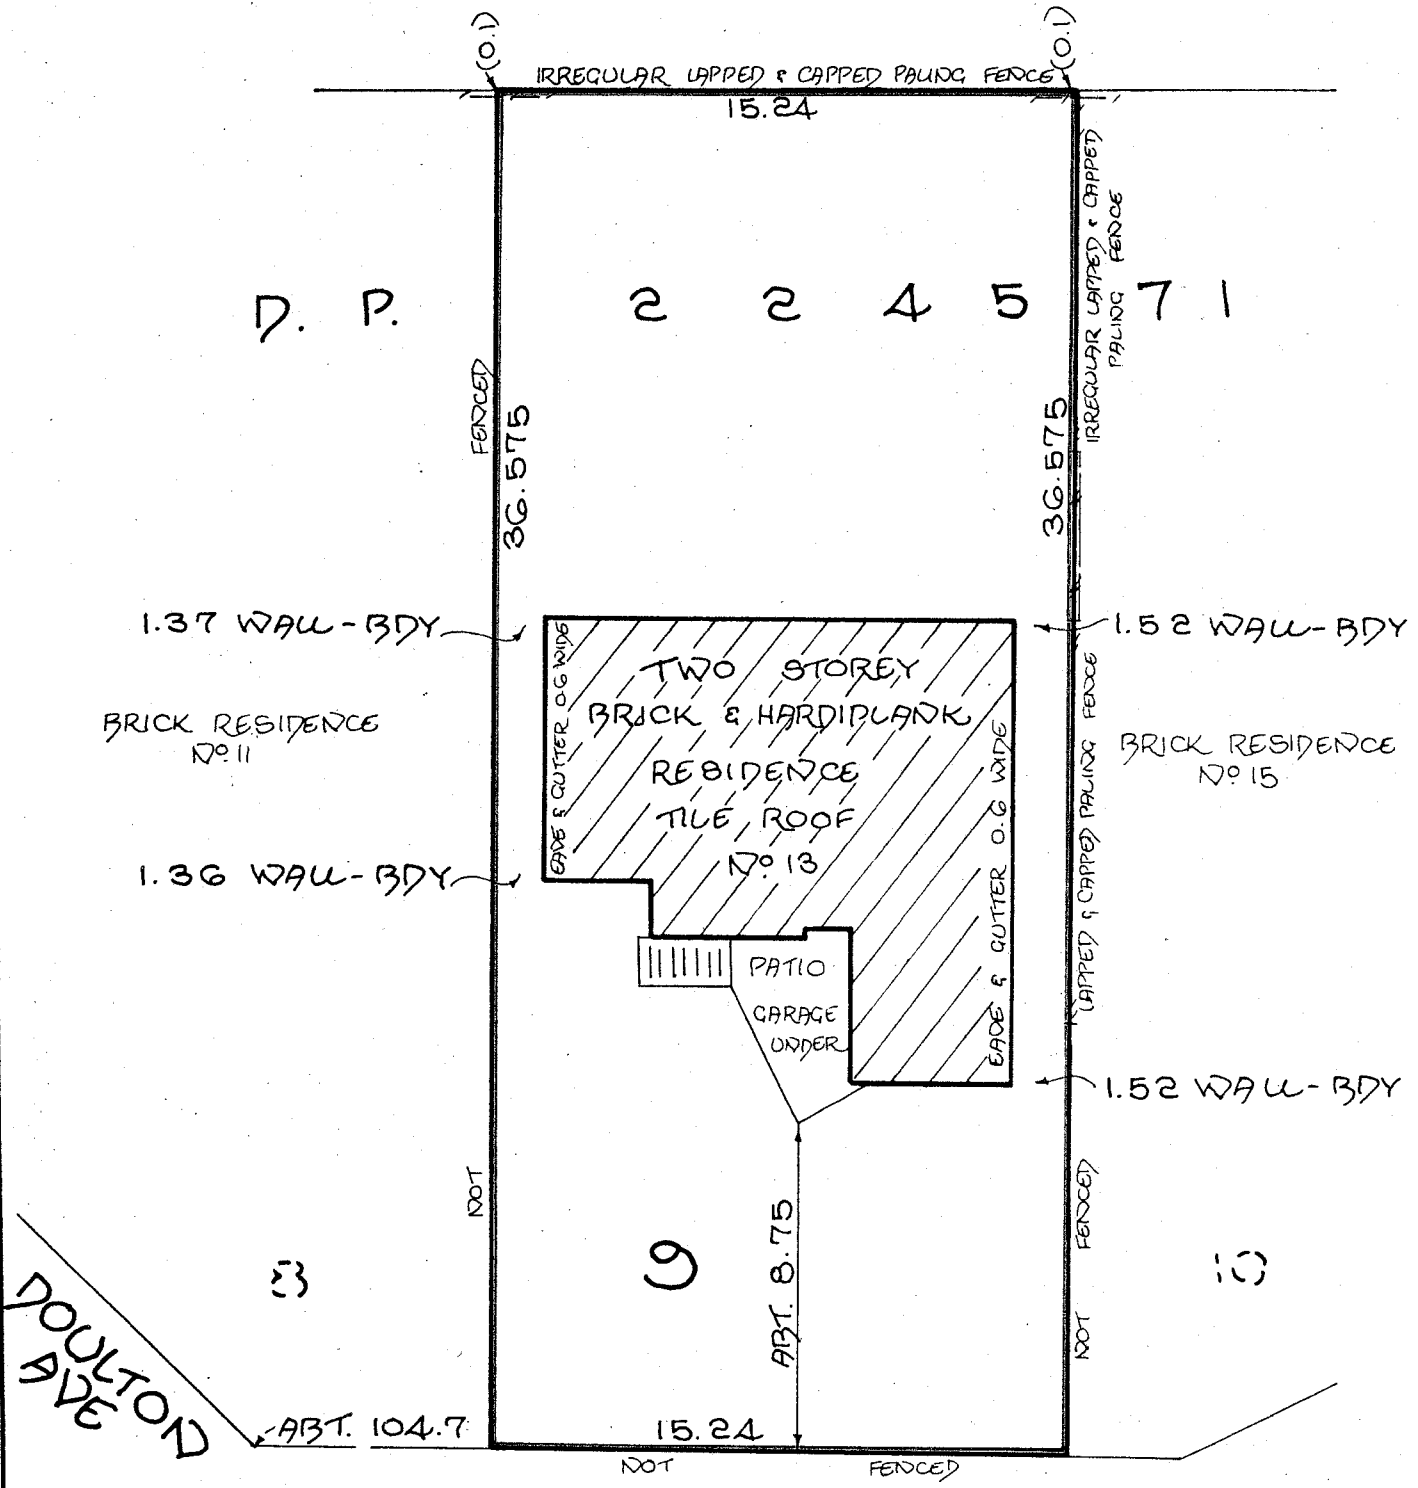 (0.1)
(0.1)
IRREGULAR LAPPED & CAPPED PALING FENCE
15.24
IRREGULAR LAPPED & CAPPED
PALING FENCE
D. P. 2 2 4 5 7 1
FENCED
36.575
36.575
1.37 WALL-BDY
1.52 WALL-BDY
EAVE & GUTTER 0.6 WIDE
TWO STOREY
BRICK & HARDIPLANK
RESIDENCE
TILE ROOF
Nº 13
EAVE & GUTTER 0.6 WIDE
LAPPED & CAPPED PALING FENCE
BRICK RESIDENCE
Nº 11
BRICK RESIDENCE
Nº 15
1.36 WALL-BDY
PATIO
GARAGE
UNDER
1.52 WALL-BDY
NOT
NOT FENCED
8
9
10
ABT. 8.75
DOULTON
AVE
ABT. 104.7
15.24
NOT FENCED